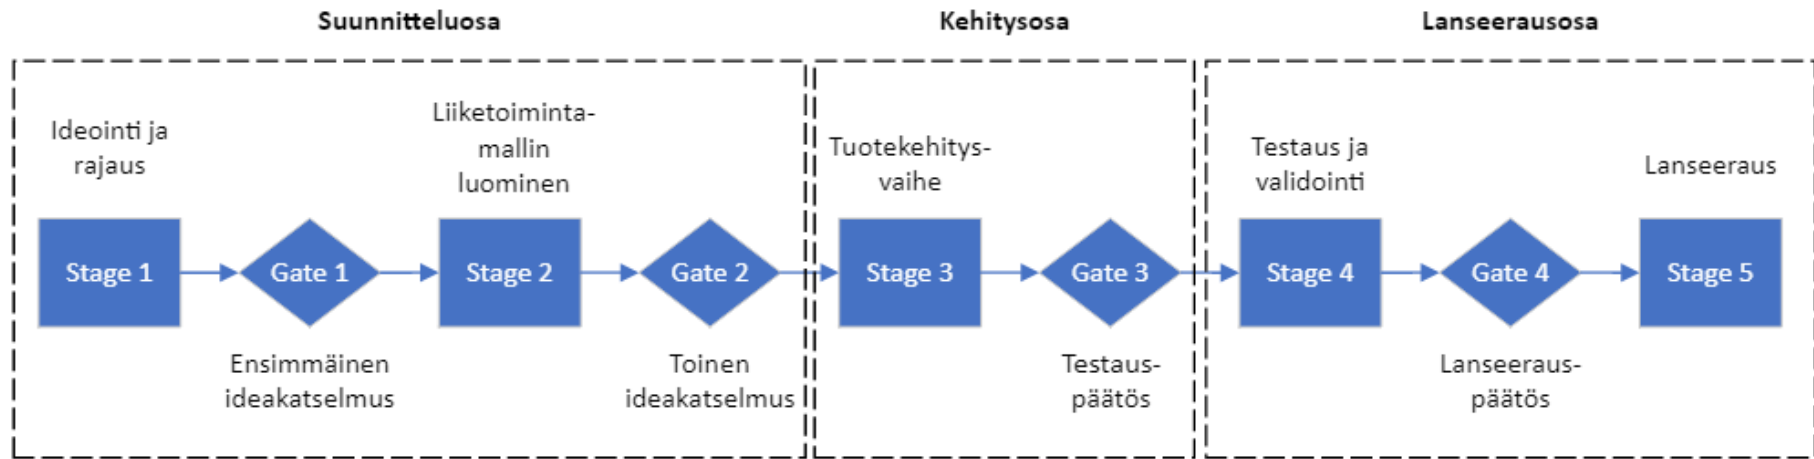 Suunnitteluosa
Kehitysosa
Lanseerausosa
Ideointi ja
rajaus
Liiketoiminta-
mallin
luominen
Tuotekehitys-
vaihe
Testaus ja
validointi
Lanseeraus
Stage 1
Gate 1
Stage 2
Gate 2
Stage 3
Gate 3
Stage 4
Gate 4
Stage 5
Ensimmäinen
ideakatselmus
Toinen
ideakatselmus
Testaus-
päätös
Lanseeraus-
päätös